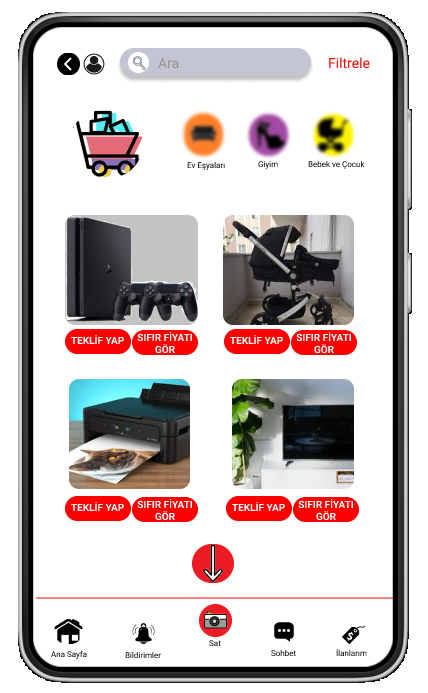 Ara
Filtrele
Ev Eşyaları
Giyim
Bebek ve Çocuk
TEKLİF YAP
SIFIR FİYATI
GÖR
TEKLİF YAP
SIFIR FİYATI
GÖR
TEKLİF YAP
SIFIR FİYATI
GÖR
TEKLİF YAP
SIFIR FİYATI
GÖR
Ana Sayfa
Bildirimler
Sat
Sohbet
İlanlarım